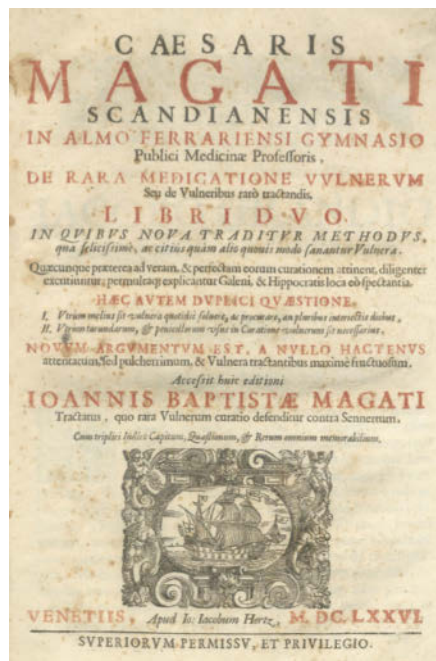 CAESARIS
MAGATI
SCANDIANENSIS
IN ALMO FERRARIENSI GYMNASIO
Publici Medicinæ Professoris,
DE RARA MEDICATIONE VVLNERVM
Seu de Vulneribus rarò tractandis,
LIBRI DVO.
IN QVIBVS NOVA TRADITVR METHODVS,
qua felicissimè, ac citiùs quàm alio quouis modo sanantur Vulnera.
Quæcunque præterea ad veram, & perfectam eorum curationem attinent, diligenter
excutiuntur, permultaque explicantur Galeni, & Hippocratis loca eò spectantia.
HÆC AVTEM DVPLICI QVÆSTIONE.
I. Vtrum melius sit vulnera quotidie soluere, ac procurare, an pluribus interiectis diebus,
II. Vtrum turundarum, & penicillorum vsus in Curatione vulnerum sit necessarius.
NOVVM ARGVMENTVM EST, A NVLLO HACTENVS
attentatum, sed pulcherrimum, & Vulnera tractantibus maximè fructuosum.
Accessit huic editioni
IOANNIS BAPTISTÆ MAGATI
Tractatus, quo rara Vulnerum curatio defenditur contra Sennertum.
Cum triplici Indice Capitum, Quæstionum, & Rerum omnium memorabilium.
VENETIIS, Apud Io: Iacobum Hertz, M. DC. LXXVI.
SVPERIORVM PERMISSV, ET PRIVILEGIO.